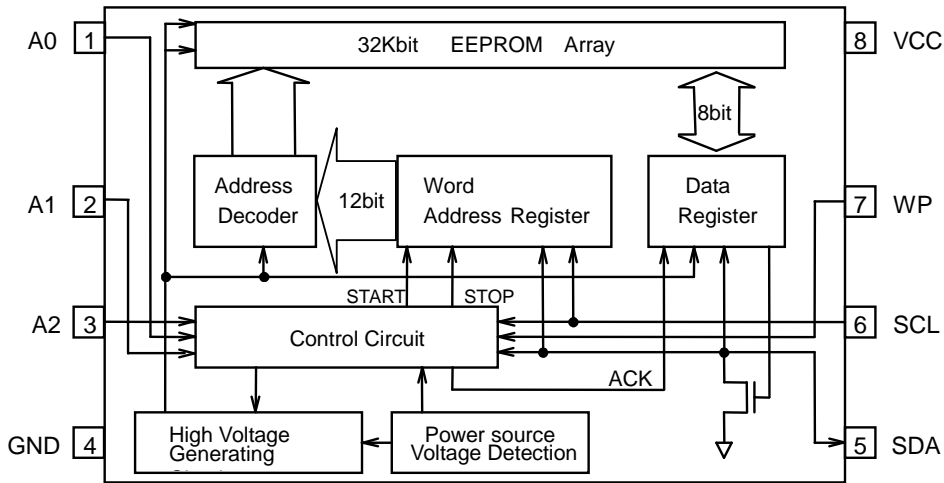 A0 1
32Kbit EEPROM Array
8 VCC
8bit
A1 2
Address
Decoder
12bit
Word
Address Register
Data
Register
7 WP
START
STOP
A2 3
Control Circuit
6 SCL
ACK
GND 4
High Voltage
Generating
Power source
Voltage Detection
5 SDA